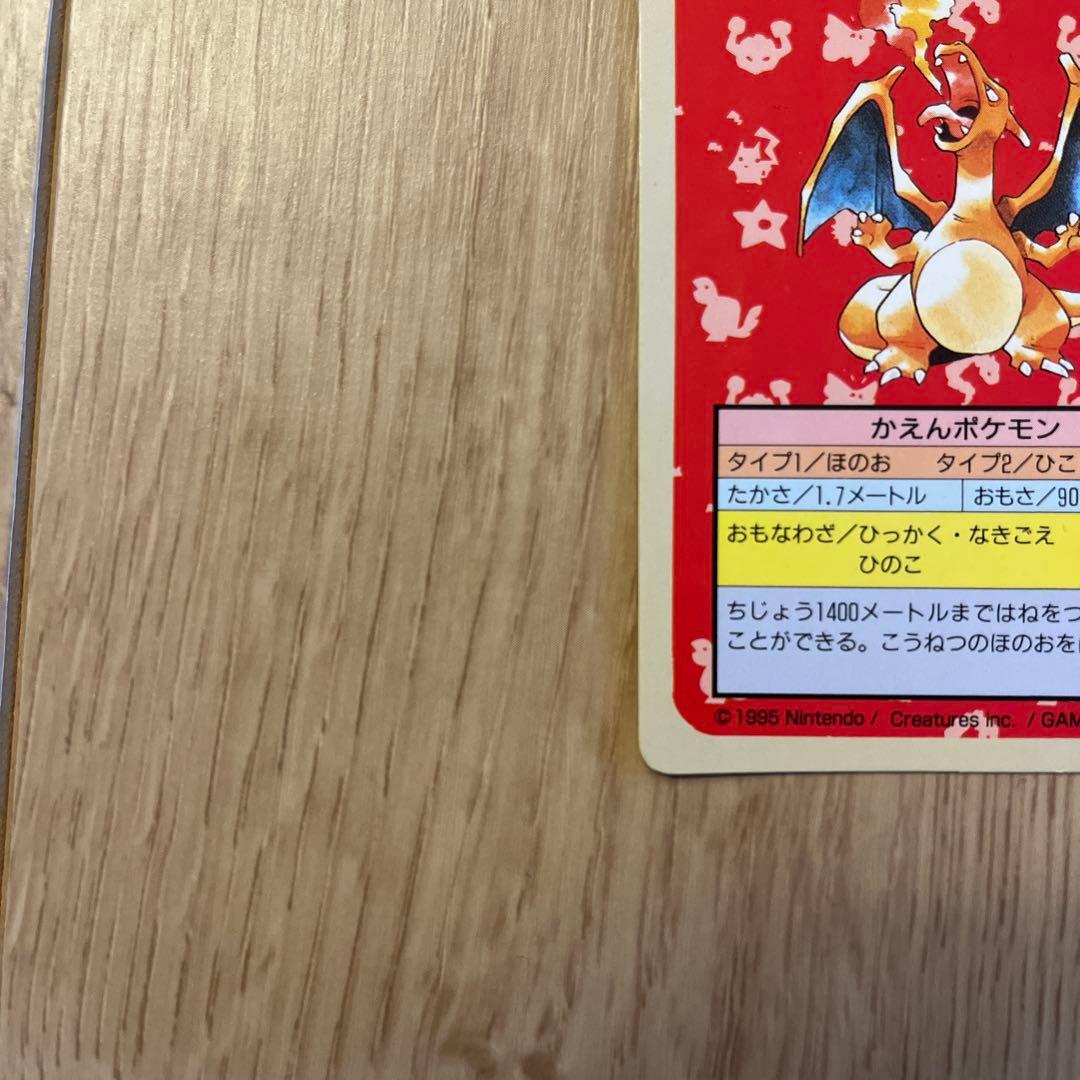 かえんポケモン
タイプ1/ほのお タイプ2/ひこ
たかさ/1.7メートル おもさ/90
おもなわざ/ひっかく・なきごえ
ひのこ
ちじょう1400メートルまではねをつ
ことができる。こうねつのほのおを
©1995 Nintendo / Creatures inc. / GAM